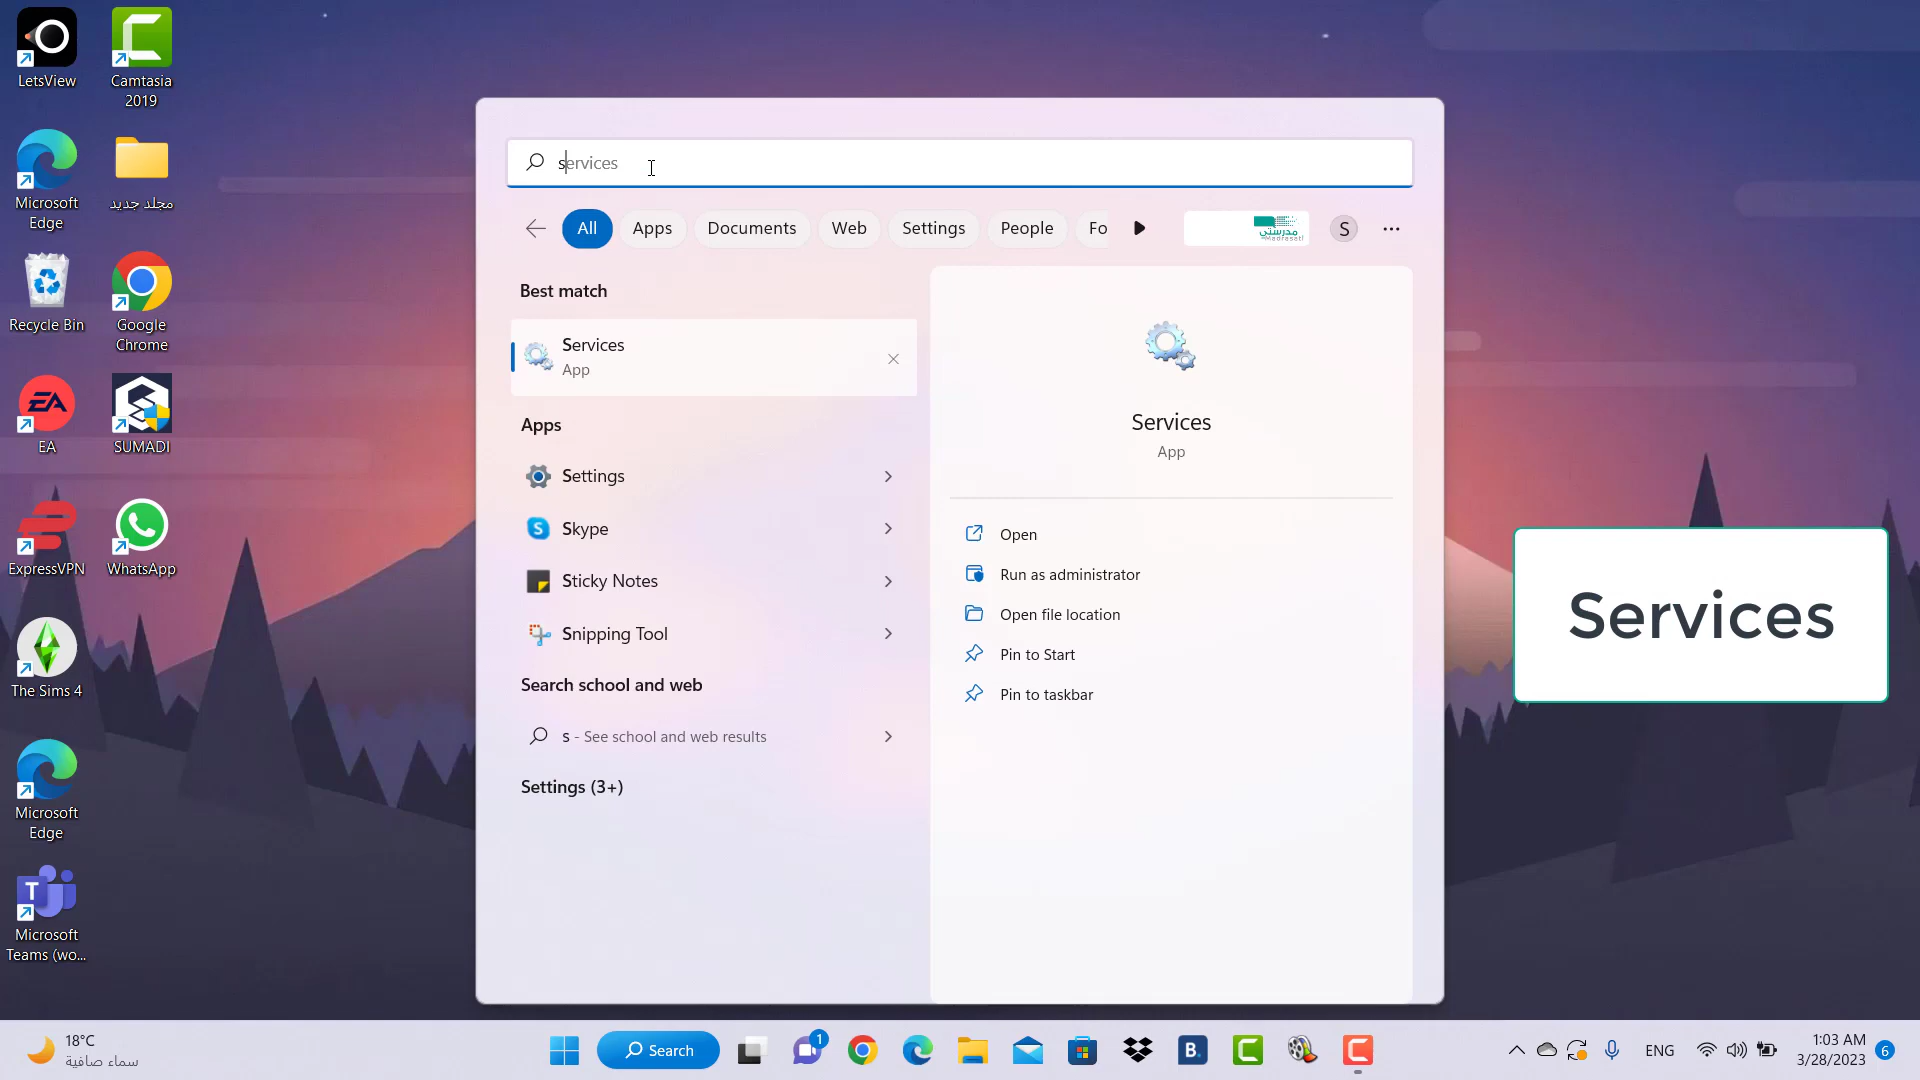 LetsView
Camtasia
2019
Microsoft
Edge
مجلد جديد
Recycle Bin
Google
Chrome
EA
SUMADI
ExpressVPN
WhatsApp
The Sims 4
Microsoft
Edge
Microsoft
Teams (wo...
services
All
Apps
Documents
Web
Settings
People
Fo
مدرستي
Madrasati
S
Best match
Services
App
Apps
Settings
Skype
Sticky Notes
Snipping Tool
Search school and web
s - See school and web results
Settings (3+)
Services
App
Open
Run as administrator
Open file location
Pin to Start
Pin to taskbar
Services
18°C
سماء صافية
Search
1
B.
ENG
1:03 AM
3/28/2023
6